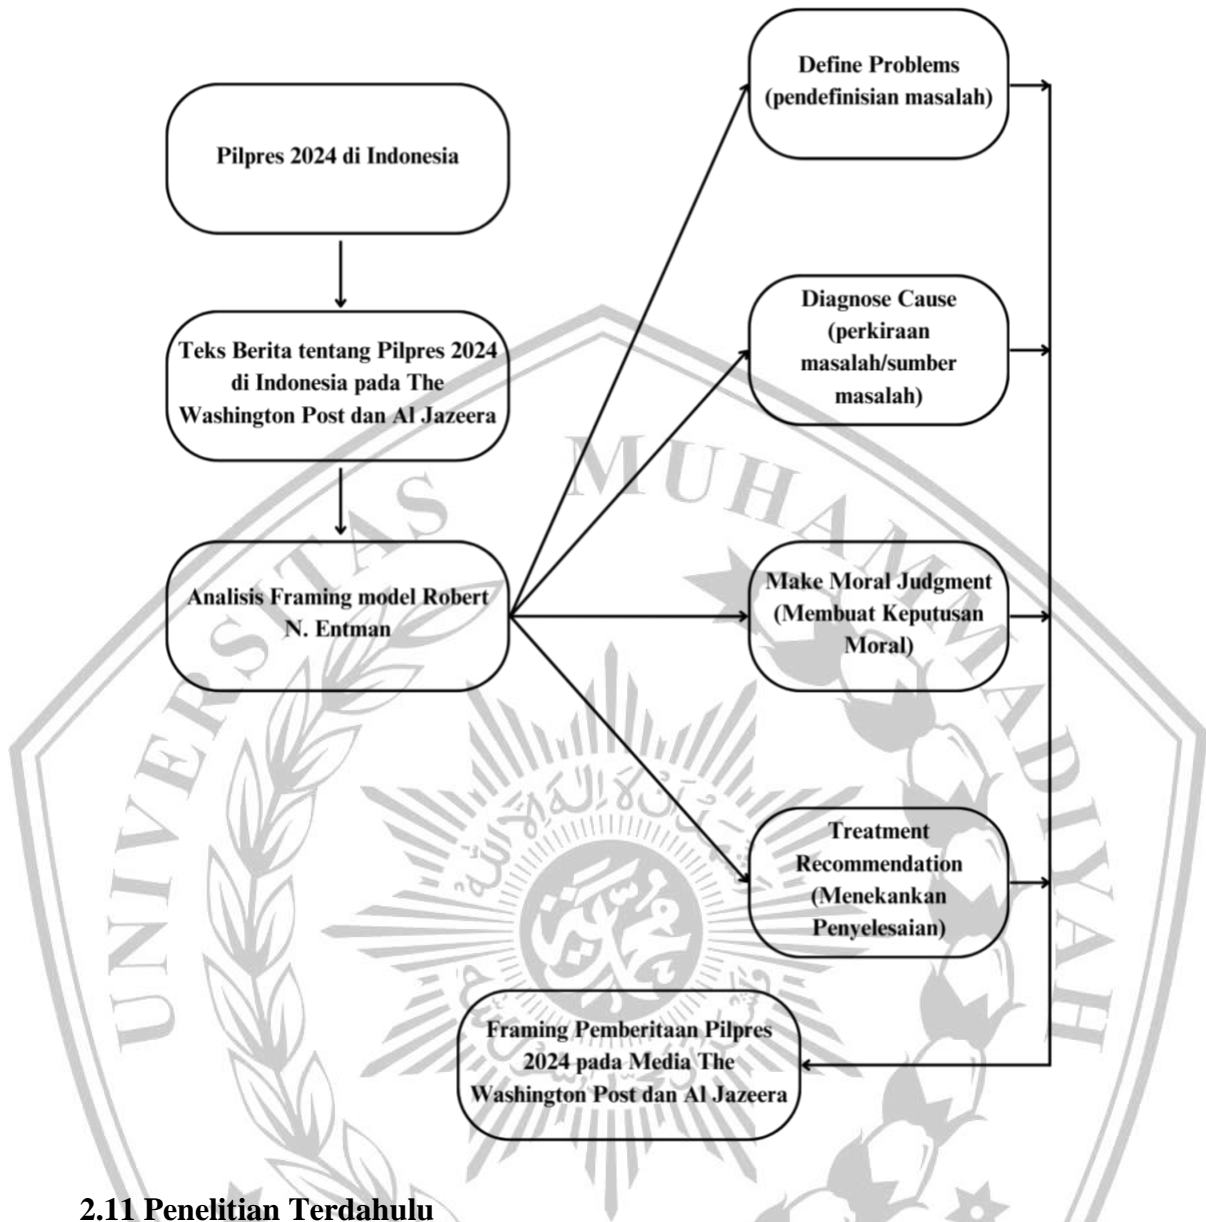 Define Problems
(pendefinisian masalah)
Pilpres 2024 di Indonesia
Diagnose Cause
(perkiraan
masalah/sumber
masalah)
Teks Berita tentang Pilpres 2024
di Indonesia pada The
Washington Post dan Al Jazeera
Analisis Framing model Robert
N. Entman
Make Moral Judgment
(Membuat Keputusan
Moral)
Treatment
Recommendation
(Menekankan
Penyelesaian)
Framing Pemberitaan Pilpres
2024 pada Media The
Washington Post dan Al Jazeera
UNIVERSITAS MUHAMMADIYAH
2.11 Penelitian Terdahulu